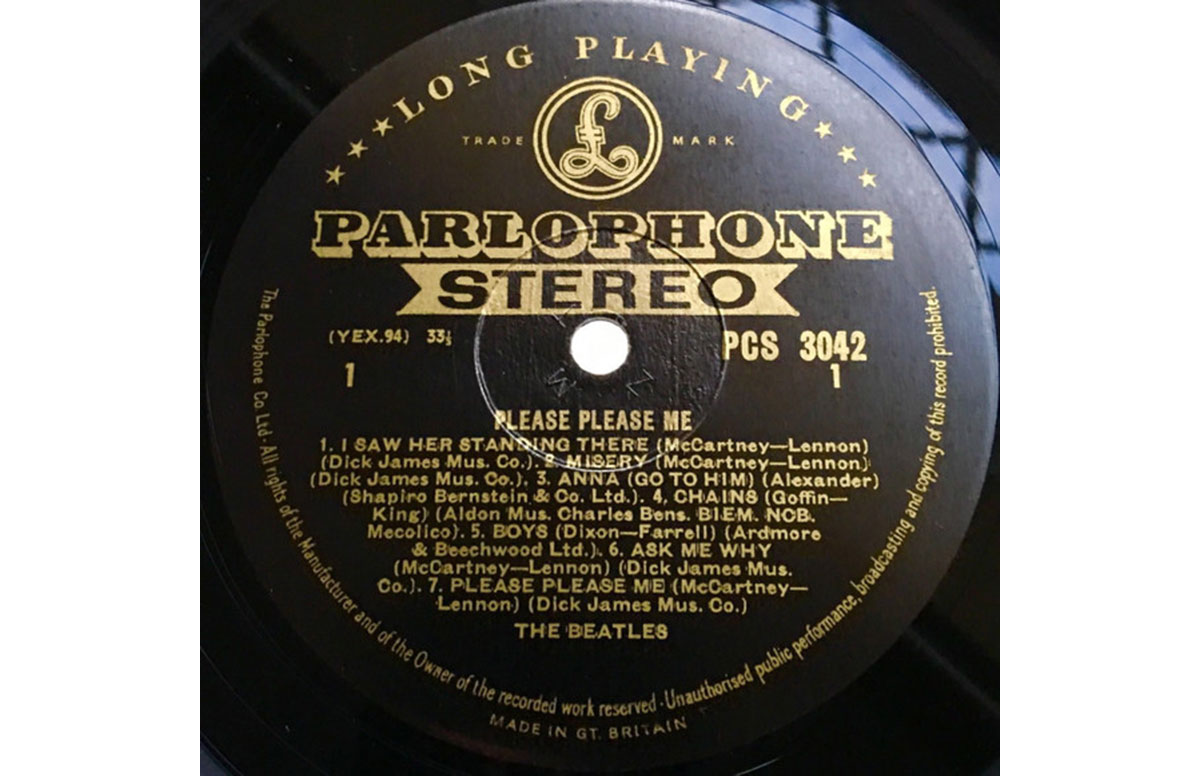 LONG PLAYING
TRADE MARK
£
PARLOPHONE
STEREO
(YEX.94) 33⅓
PCS 3042
1
1
PLEASE PLEASE ME
1. I SAW HER STANDING THERE (McCartney—Lennon)
(Dick James Mus. Co.). 2. MISERY (McCartney—Lennon)
(Dick James Mus. Co.). 3. ANNA (GO TO HIM) (Alexander)
(Shapiro Bernstein & Co. Ltd.). 4. CHAINS (Goffin—
King) (Aldon Mus. Charles Bens. BIEM. NCB.
Mecolico). 5. BOYS (Dixon—Farrell) (Ardmore
& Beechwood Ltd.). 6. ASK ME WHY
(McCartney—Lennon) (Dick James Mus.
Co.). 7. PLEASE PLEASE ME (McCartney—
Lennon) (Dick James Mus. Co.)
THE BEATLES
The Parlophone Co. Ltd · All rights of the Manufacturer and of the Owner of the recorded work reserved · Unauthorised public performance, broadcasting and copying of this record prohibited.
MADE IN GT. BRITAIN